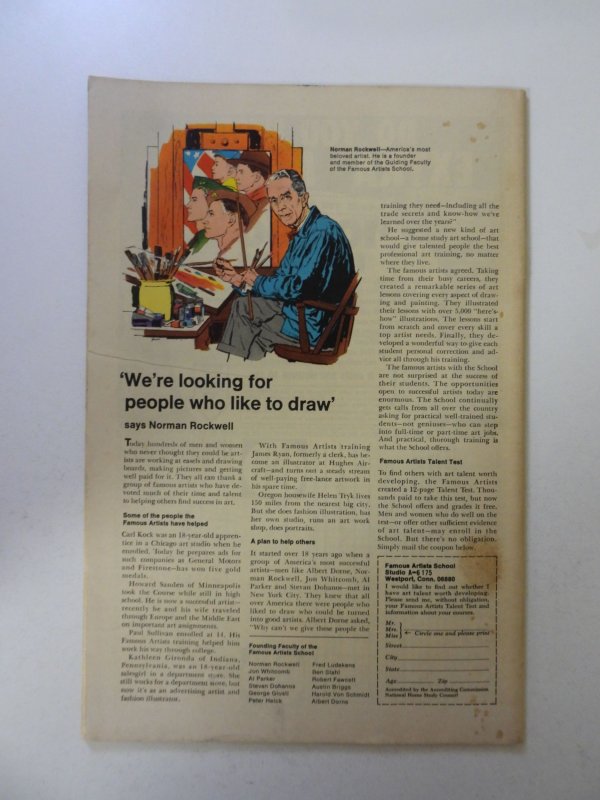 Norman Rockwell—America's most
beloved artist. He is a founder
and member of the Guiding Faculty
of the Famous Artists School.
'We're looking for
people who like to draw'
says Norman Rockwell
Today hundreds of men and women
who never thought they could be art-
ists are working at easels and drawing
boards, making pictures and getting
well paid for it. They all can thank a
group of famous artists who have de-
voted much of their time and talent
to helping others find success in art.
Some of the people the
Famous Artists have helped
Carl Kock was an 18-year-old appren-
tice in a Chicago art studio when he
enrolled. Today he prepares ads for
such companies as General Motors
and Firestone—has won five gold
medals.
Howard Sanden of Minneapolis
took the Course while still in high
school. He is now a successful artist—
recently he and his wife traveled
through Europe and the Middle East
on important art assignments.
Paul Sullivan enrolled at 14. His
Famous Artists training helped him
work his way through college.
Kathleen Gironda of Indiana,
Pennsylvania, was an 18-year-old
salesgirl in a department store. She
still works for a department store, but
now it's as an advertising artist and
fashion illustrator.
With Famous Artists training
James Ryan, formerly a clerk, has be-
come an illustrator at Hughes Air-
craft—and turns out a steady stream
of well-paying free-lance artwork in
his spare time.
Oregon housewife Helen Tryk lives
150 miles from the nearest big city.
But she does fashion illustration, has
her own studio, runs an art work
shop, does portraits.
A plan to help others
It started over 18 years ago when a
group of America's most successful
artists—men like Albert Dorne, Nor-
man Rockwell, Jon Whitcomb, Al
Parker and Stevan Dohanos—met in
New York City. They knew that all
over America there were people who
liked to draw who could be turned
into good artists. Albert Dorne asked,
"Why can't we give these people the
Founding Faculty of the
Famous Artists School
Norman Rockwell
Jon Whitcomb
Al Parker
Stevan Dohanos
George Giusti
Peter Helck
Fred Ludekens
Ben Stahl
Robert Fawcett
Austin Briggs
Harold Von Schmidt
Albert Dorne
training they need—including all the
trade secrets and know-how we've
learned over the years?"
He suggested a new kind of art
school—a home study art school—that
would give talented people the best
professional art training, no matter
where they live.
The famous artists agreed. Taking
time from their busy careers, they
created a remarkable series of art
lessons covering every aspect of draw-
ing and painting. They illustrated
their lessons with over 5,000 "here's-
how" illustrations. The lessons start
from scratch and cover every skill a
top artist needs. Finally, they de-
veloped a wonderful way to give each
student personal correction and ad-
vice all through his training.
The famous artists with the School
are not surprised at the success of
their students. The opportunities
open to successful artists today are
enormous. The School continually
gets calls from all over the country
asking for practical well-trained stu-
dents—not geniuses—who can step
into full-time or part-time art jobs.
And practical, thorough training is
what the School offers.
Famous Artists Talent Test
To find others with art talent worth
developing, the Famous Artists
created a 12-page Talent Test. Thou-
sands paid to take this test, but now
the School offers and grades it free.
Men and women who do well on the
test—or offer other sufficient evidence
of art talent—may enroll in the
School. But there's no obligation.
Simply mail the coupon below.
Famous Artists School
Studio A-6175
Westport, Conn. 06880
I would like to find out whether I
have art talent worth developing.
Please send me, without obligation,
your Famous Artists Talent Test and
information about your courses.
Mr.
Mrs.
Miss Circle one and please print
Street
City
State
Age Zip
Accredited by the Accrediting Commission
National Home Study Council